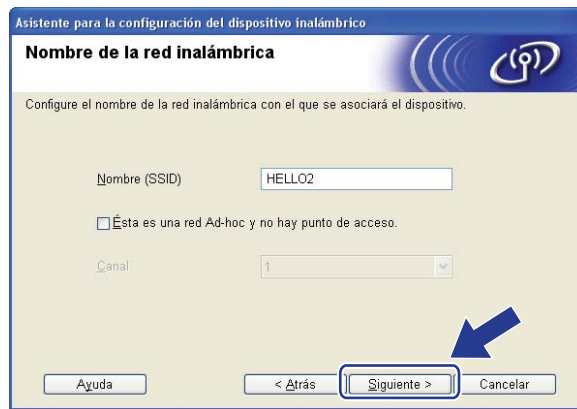 Asistente para la configuración del dispositivo inalámbrico
Nombre de la red inalámbrica
Configure el nombre de la red inalámbrica con el que se asociará el dispositivo.
Nombre (SSID) HELLO2
Ésta es una red Ad-hoc y no hay punto de acceso.
Canal 1
Ayuda < Atrás Siguiente > Cancelar